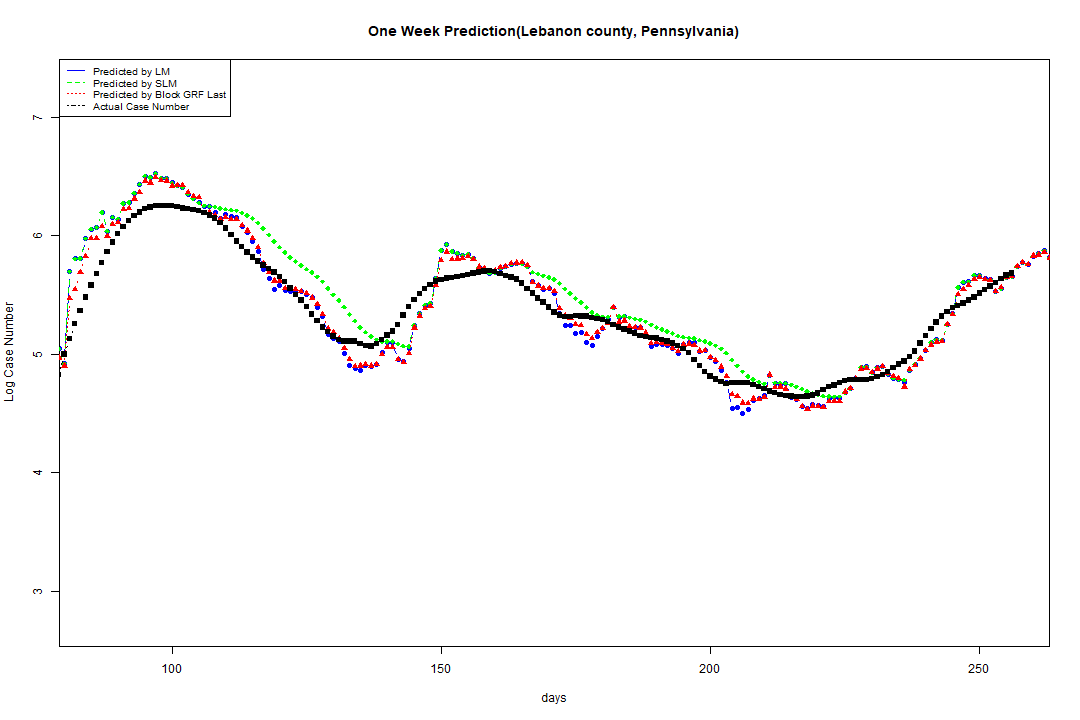 One Week Prediction(Lebanon county, Pennsylvania)
Predicted by LM
Predicted by SLM
Predicted by Block GRF Last
Actual Case Number
Log Case Number
7
6
5
4
3
100
150
200
250
days